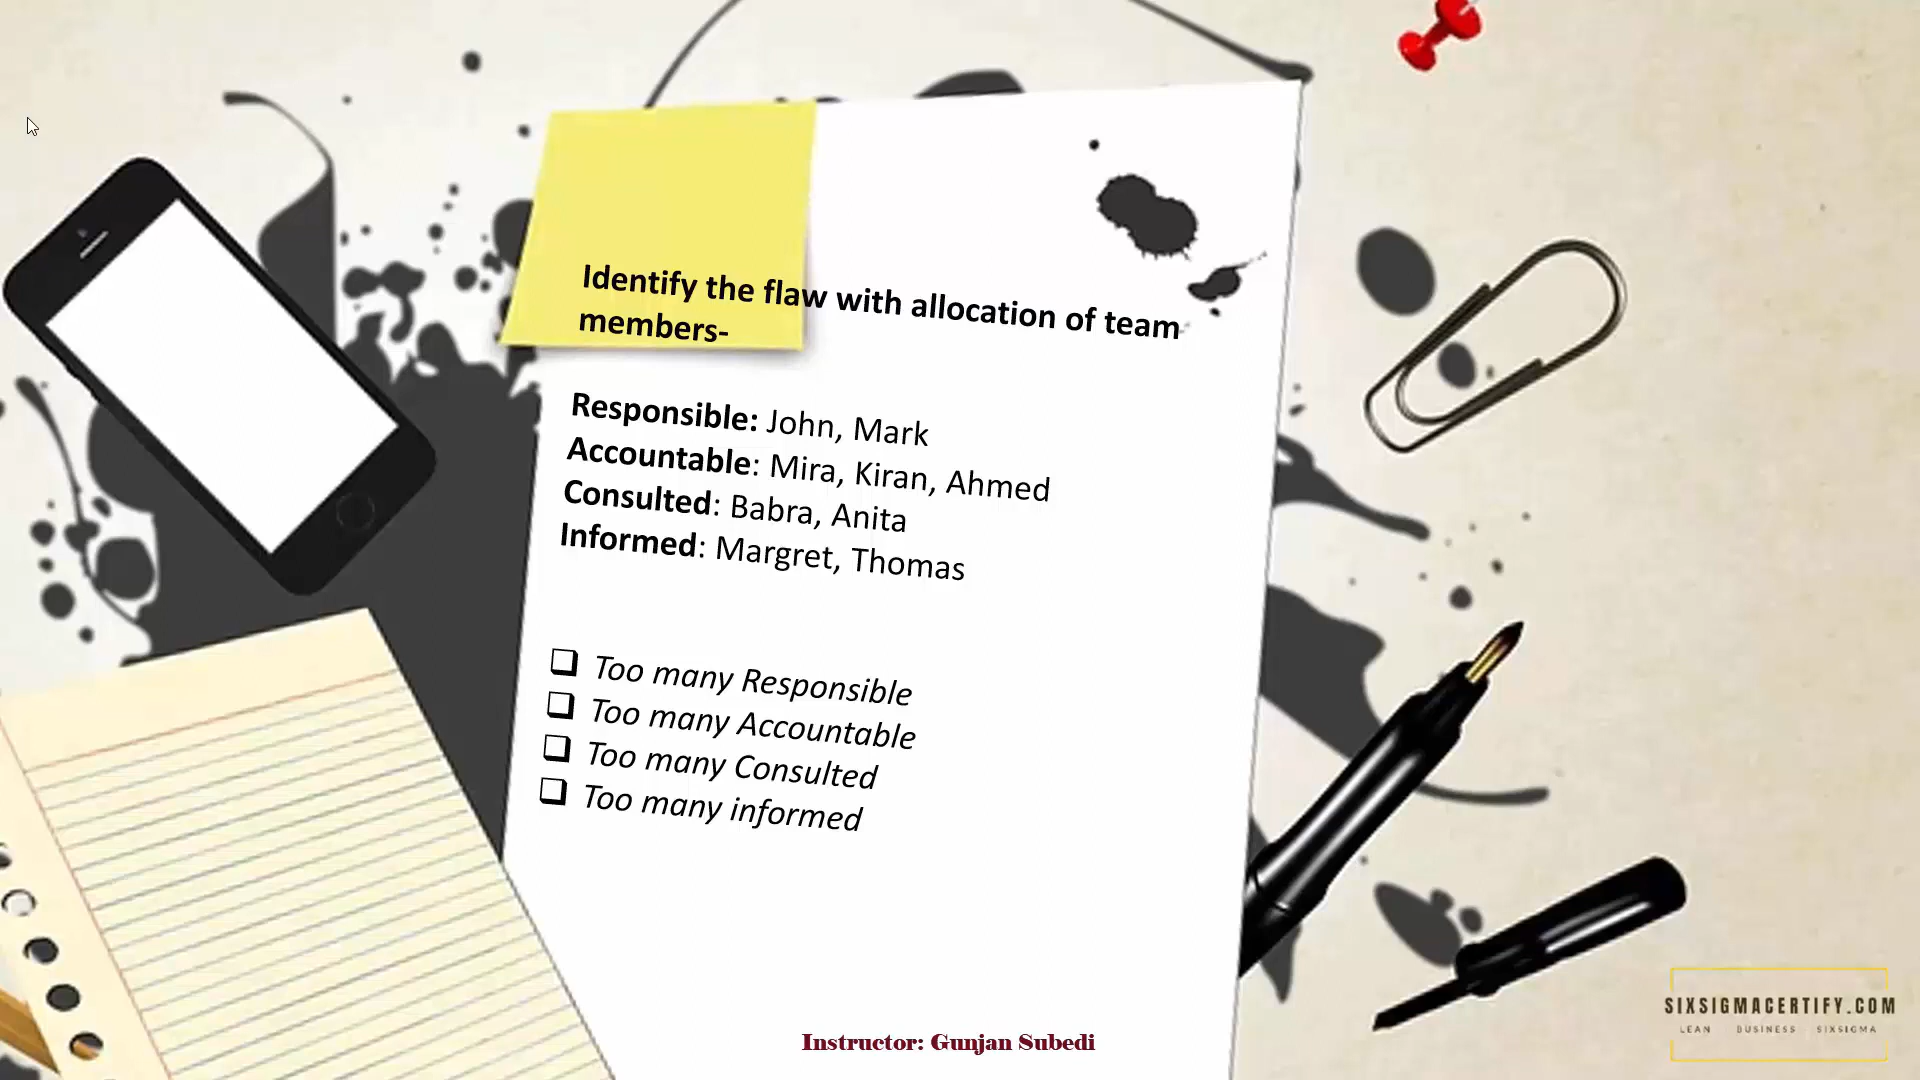 Identify the flaw with allocation of team
members-
Responsible: John, Mark
Accountable: Mira, Kiran, Ahmed
Consulted: Babra, Anita
Informed: Margret, Thomas
Too many Responsible
Too many Accountable
Too many Consulted
Too many informed
Instructor: Gunjan Subedi
SIXSIGMACERTIFY.COM
LEAN BUSINESS SIXSIGMA